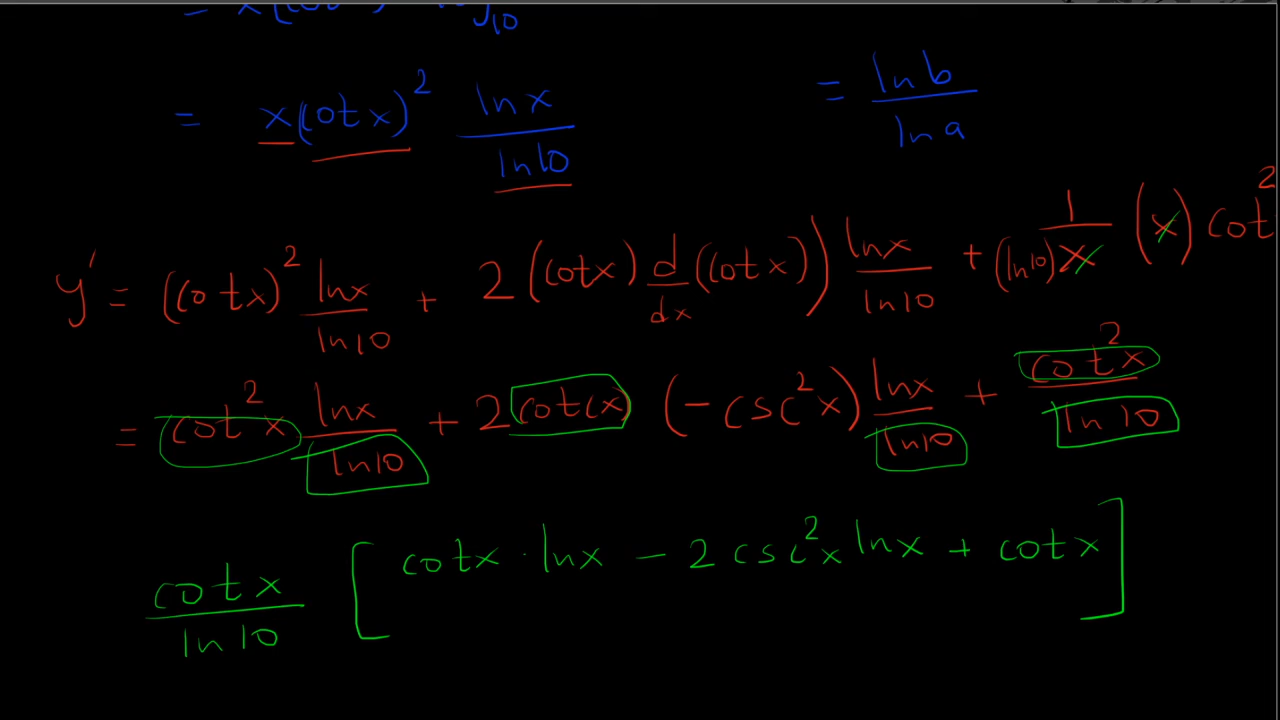 = x(cot x)² ln x / ln 10
= ln b / ln a
y' = (cot x)² ln x / ln 10 + 2 (cot x) d/dx (cot x)) ln x / ln 10 + 1 / (ln 10) x (x) cot²
= cot² x ln x / ln 10 + 2 cot(x) (- csc² x) ln x / ln 10 + cot² x / ln 10
cot x / ln 10 [ cot x · ln x - 2 csc² x ln x + cot x ]